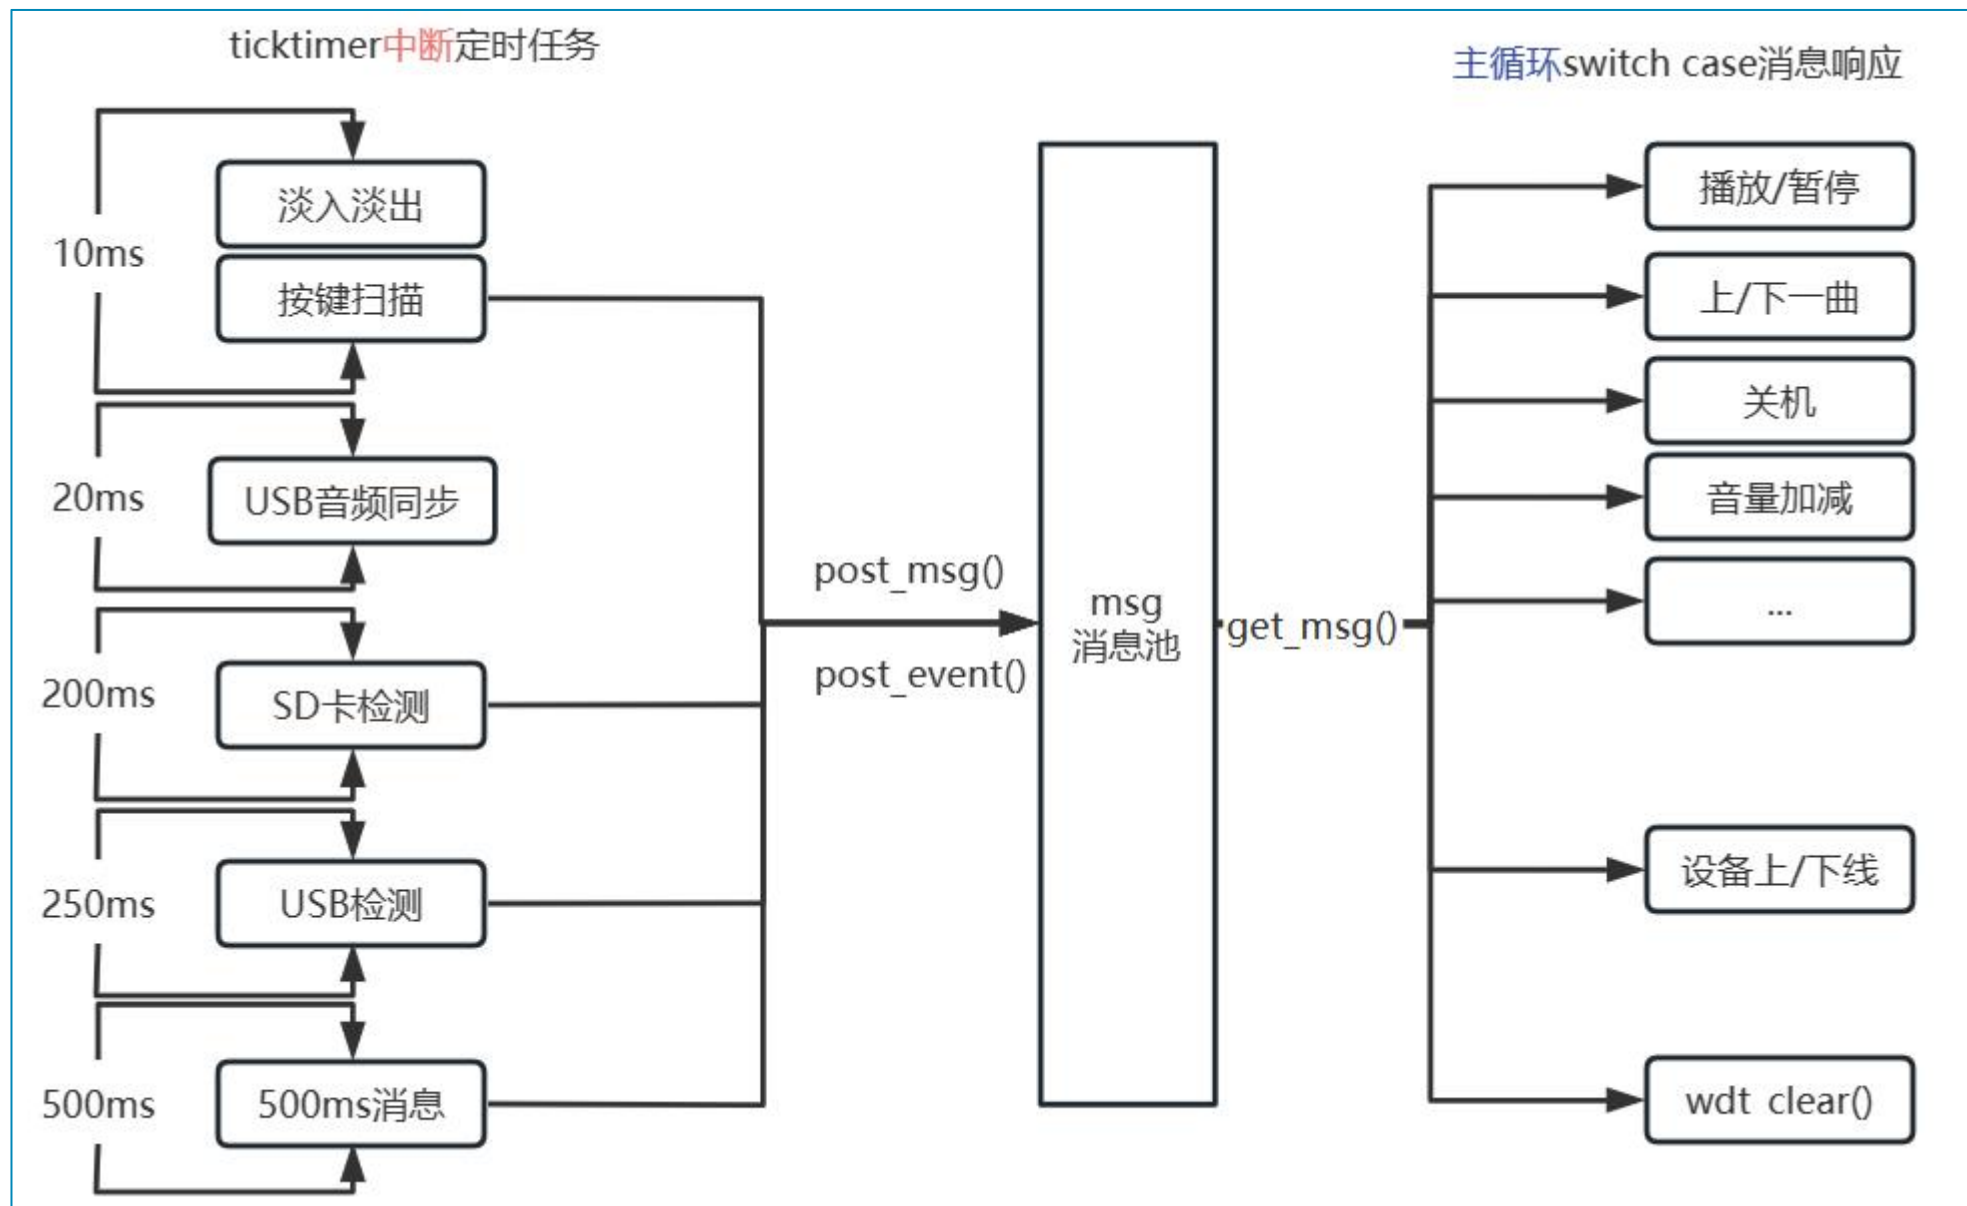 ticktimer中断定时任务
主循环switch case消息响应
10ms
淡入淡出
按键扫描
20ms
USB音频同步
200ms
SD卡检测
250ms
USB检测
500ms
500ms消息
post_msg()
post_event()
msg
消息池
get_msg()
播放/暂停
上/下一曲
关机
音量加减
...
设备上/下线
wdt clear()